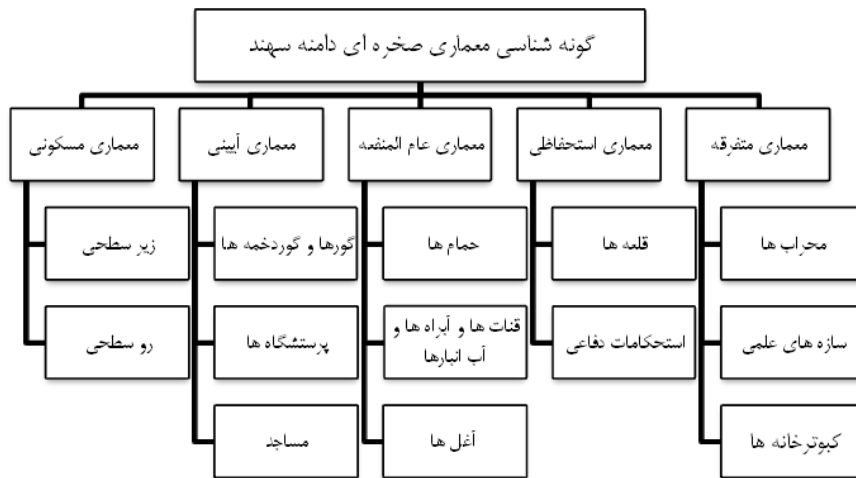 گونه شناسی معماری صخره ای دامنه سهند
معماری متفرقه
معماری استحفاظی
معماری عام المنفعه
معماری آیینی
معماری مسکونی
محراب ها
قلعه ها
حمام ها
گورها و گوردخمه ها
زیر سطحی
سازه های علمی
استحکامات دفاعی
قنات ها و آبراه ها و
آب انبارها
پرستشگاه ها
رو سطحی
کبوترخانه ها
آغل ها
مساجد